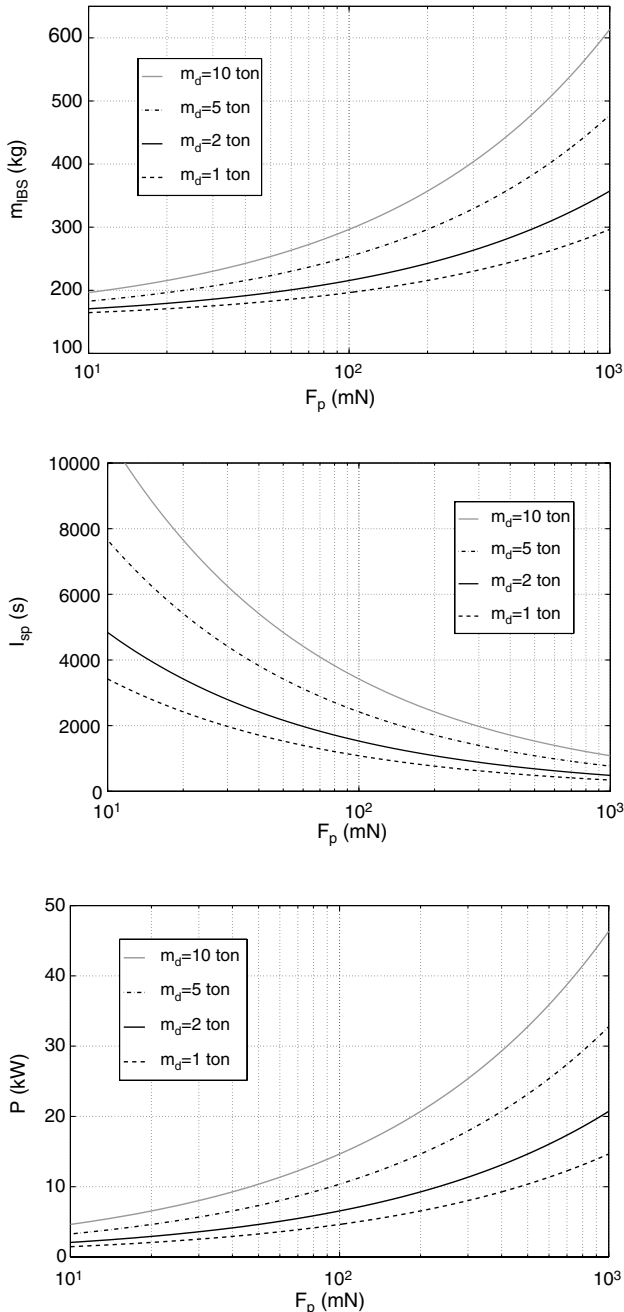 600
500
400
300
200
100
m_IBS (kg)
m_d=10 ton
m_d=5 ton
m_d=2 ton
m_d=1 ton
10^1
10^2
10^3
F_p (mN)
10000
8000
6000
4000
2000
0
I_sp (s)
m_d=10 ton
m_d=5 ton
m_d=2 ton
m_d=1 ton
10^1
10^2
10^3
F_p (mN)
50
40
30
20
10
0
P (kW)
m_d=10 ton
m_d=5 ton
m_d=2 ton
m_d=1 ton
10^1
10^2
10^3
F_p (mN)